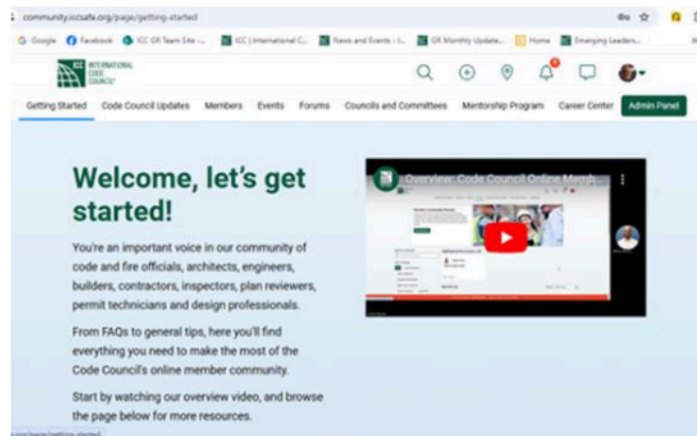 community.iccsafe.org/page/getting-started
Google Facebook ICC GR Team Site -... ICC | International C... News and Events - I... GR Monthly Update... Home Emerging Leaders...
ICC INTERNATIONAL CODE COUNCIL
Getting Started Code Council Updates Members Events Forums Councils and Committees Mentorship Program Career Center Admin Panel
Welcome, let's get
started!
You're an important voice in our community of
code and fire officials, architects, engineers,
builders, contractors, inspectors, plan reviewers,
permit technicians and design professionals.
From FAQs to general tips, here you'll find
everything you need to make the most of the
Code Council's online member community.
Start by watching our overview video, and browse
the page below for more resources.
Overview: Code Council Online Memb